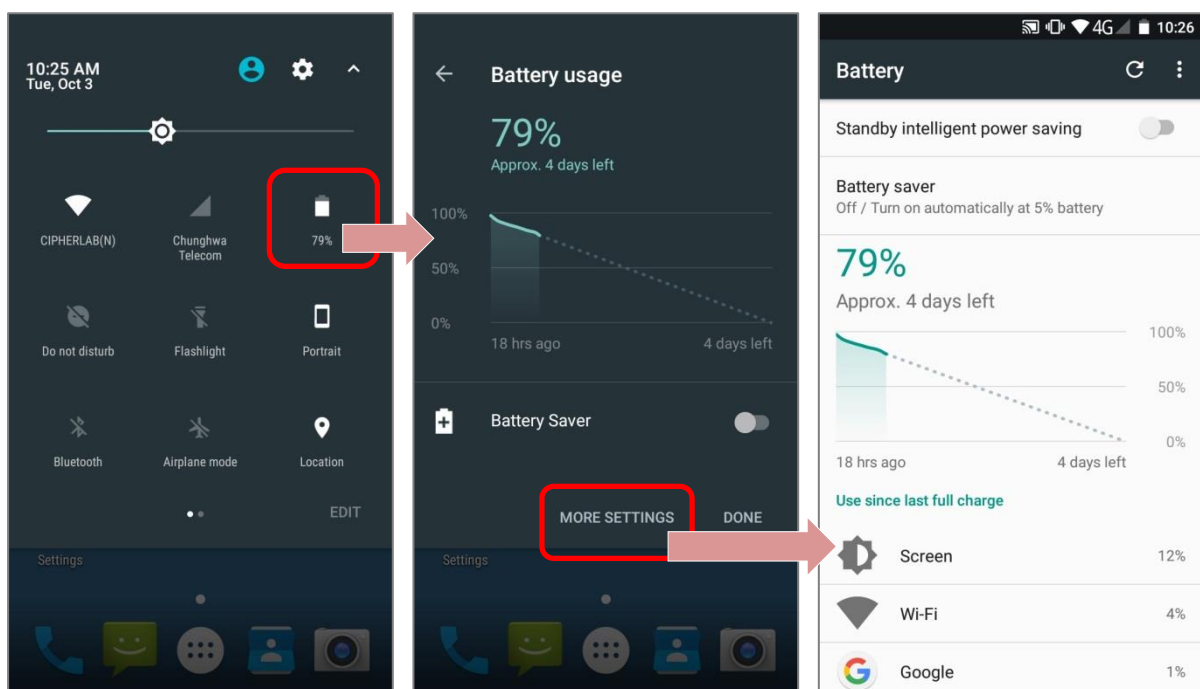 10:25 AM
Tue, Oct 3
CIPHERLAB(N)
Chunghwa
Telecom
79%
Do not disturb
Flashlight
Portrait
Bluetooth
Airplane mode
Location
EDIT
Settings
Battery usage
79%
Approx. 4 days left
100%
50%
0%
18 hrs ago
4 days left
Battery Saver
MORE SETTINGS
DONE
Settings
4G
10:26
Battery
Standby intelligent power saving
Battery saver
Off / Turn on automatically at 5% battery
79%
Approx. 4 days left
100%
50%
0%
18 hrs ago
4 days left
Use since last full charge
Screen
12%
Wi-Fi
4%
Google
1%